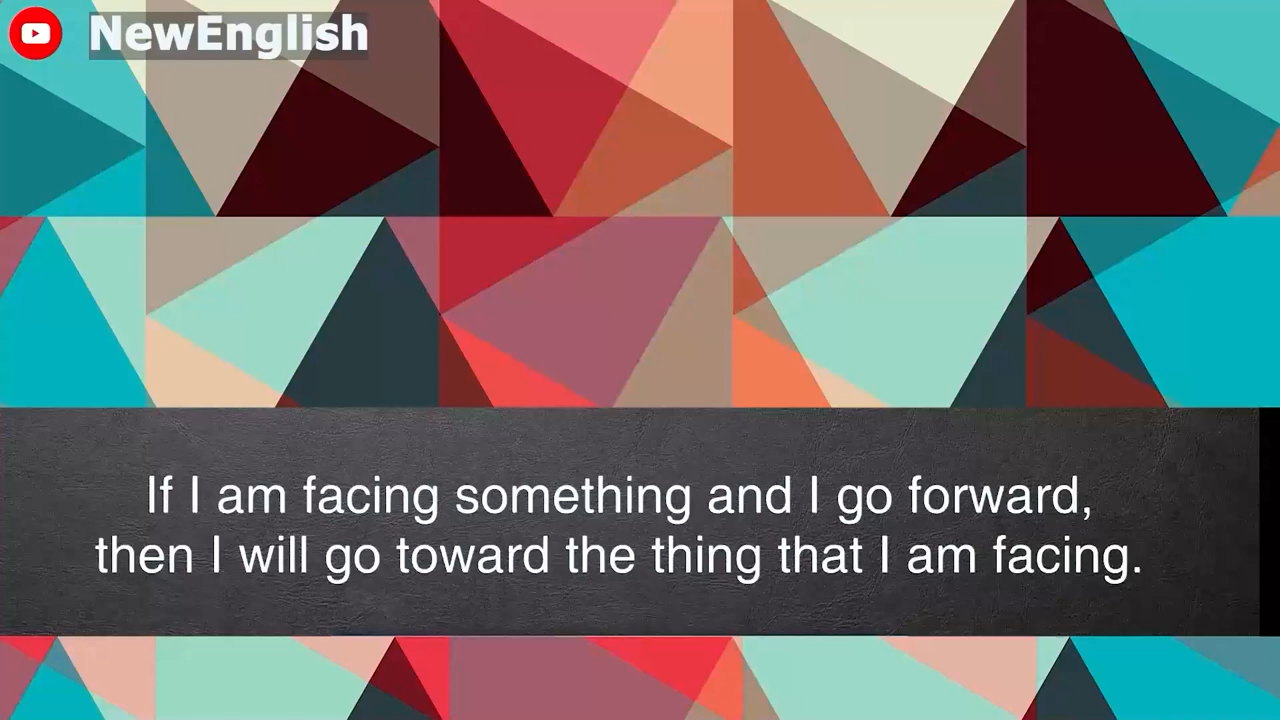 NewEnglish
If I am facing something and I go forward,
then I will go toward the thing that I am facing.